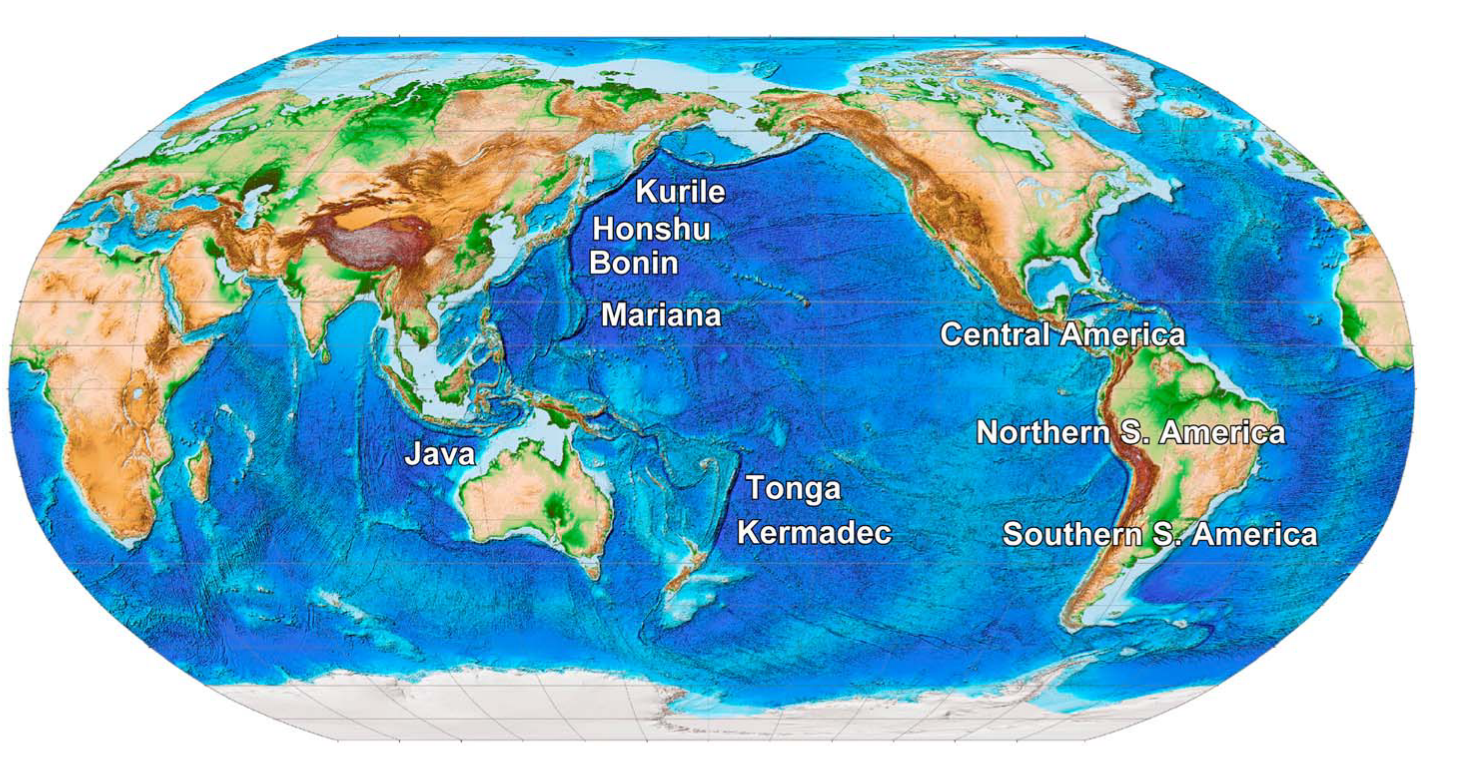 Kurile
Honshu
Bonin
Mariana
Central America
Northern S. America
Java
Tonga
Kermadec
Southern S. America